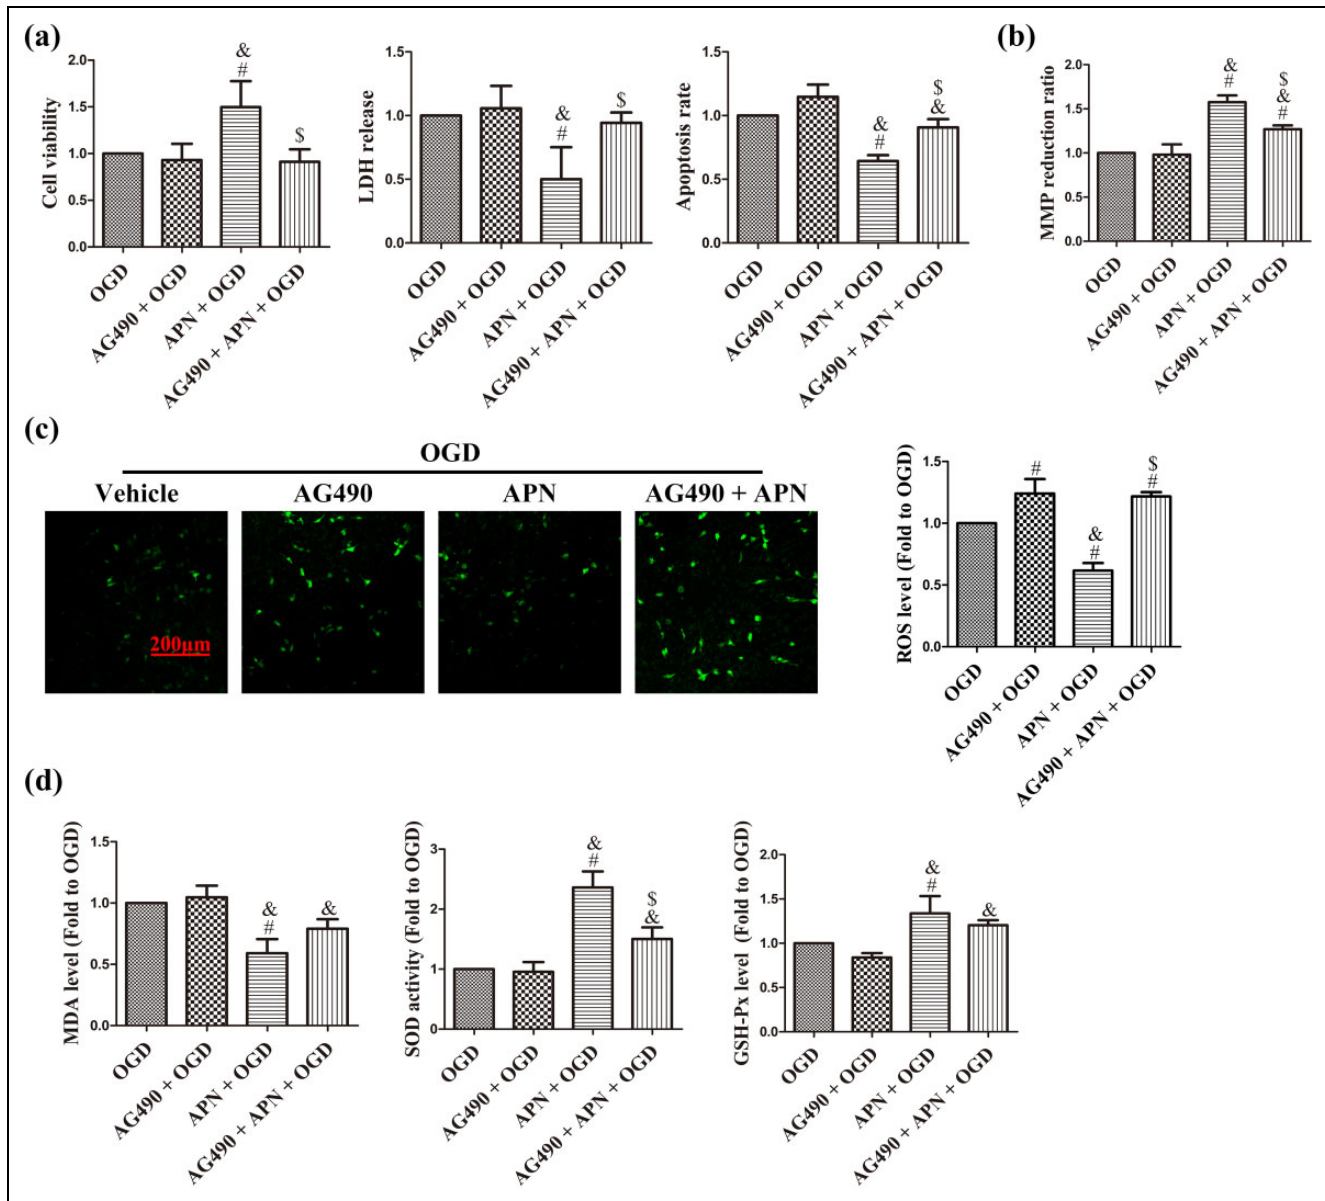 (a)
Cell viability
2.0
1.5
1.0
0.5
0.0
&
#
$
OGD
AG490 + OGD
APN + OGD
AG490 + APN + OGD
LDH release
1.5
1.0
0.5
0.0
&
#
$
OGD
AG490 + OGD
APN + OGD
AG490 + APN + OGD
Apoptosis rate
1.5
1.0
0.5
0.0
&
#
$
&
OGD
AG490 + OGD
APN + OGD
AG490 + APN + OGD
(b)
MMP reduction ratio
2.0
1.5
1.0
0.5
0.0
&
#
$
&
#
OGD
AG490 + OGD
APN + OGD
AG490 + APN + OGD
(c)
OGD
Vehicle
AG490
APN
AG490 + APN
200μm
ROS level (Fold to OGD)
1.5
1.0
0.5
0.0
#
&
#
$
#
OGD
AG490 + OGD
APN + OGD
AG490 + APN + OGD
(d)
MDA level (Fold to OGD)
1.5
1.0
0.5
0.0
&
#
&
OGD
AG490 + OGD
APN + OGD
AG490 + APN + OGD
SOD activity (Fold to OGD)
3
2
1
0
&
#
$
&
OGD
AG490 + OGD
APN + OGD
AG490 + APN + OGD
GSH-Px level (Fold to OGD)
2.0
1.5
1.0
0.5
0.0
&
#
&
OGD
AG490 + OGD
APN + OGD
AG490 + APN + OGD